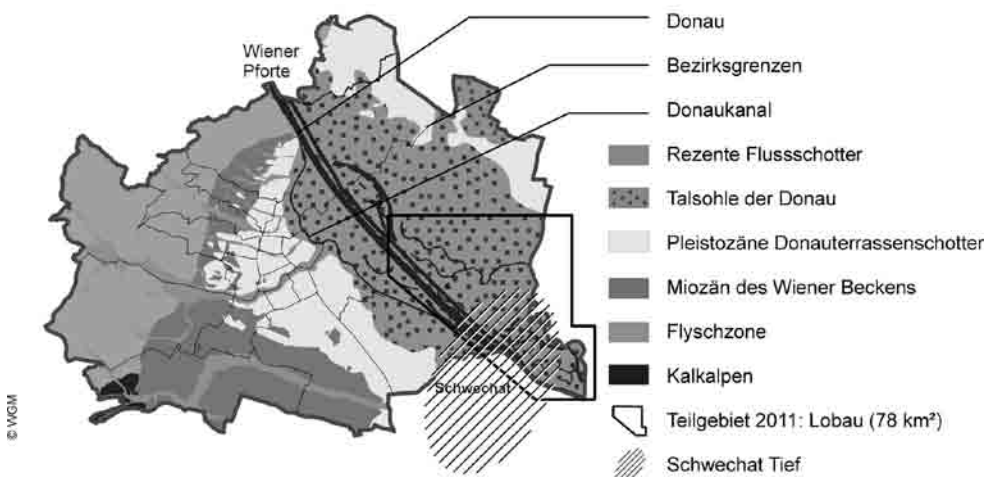 Wiener
Pforte
Donau
Bezirksgrenzen
Donaukanal
Rezente Flussschotter
Talsohle der Donau
Pleistozäne Donauterrassenschotter
Miozän des Wiener Beckens
Flyschzone
Kalkalpen
Teilgebiet 2011: Lobau (78 km²)
Schwechat Tief
Schwechat
© WGM